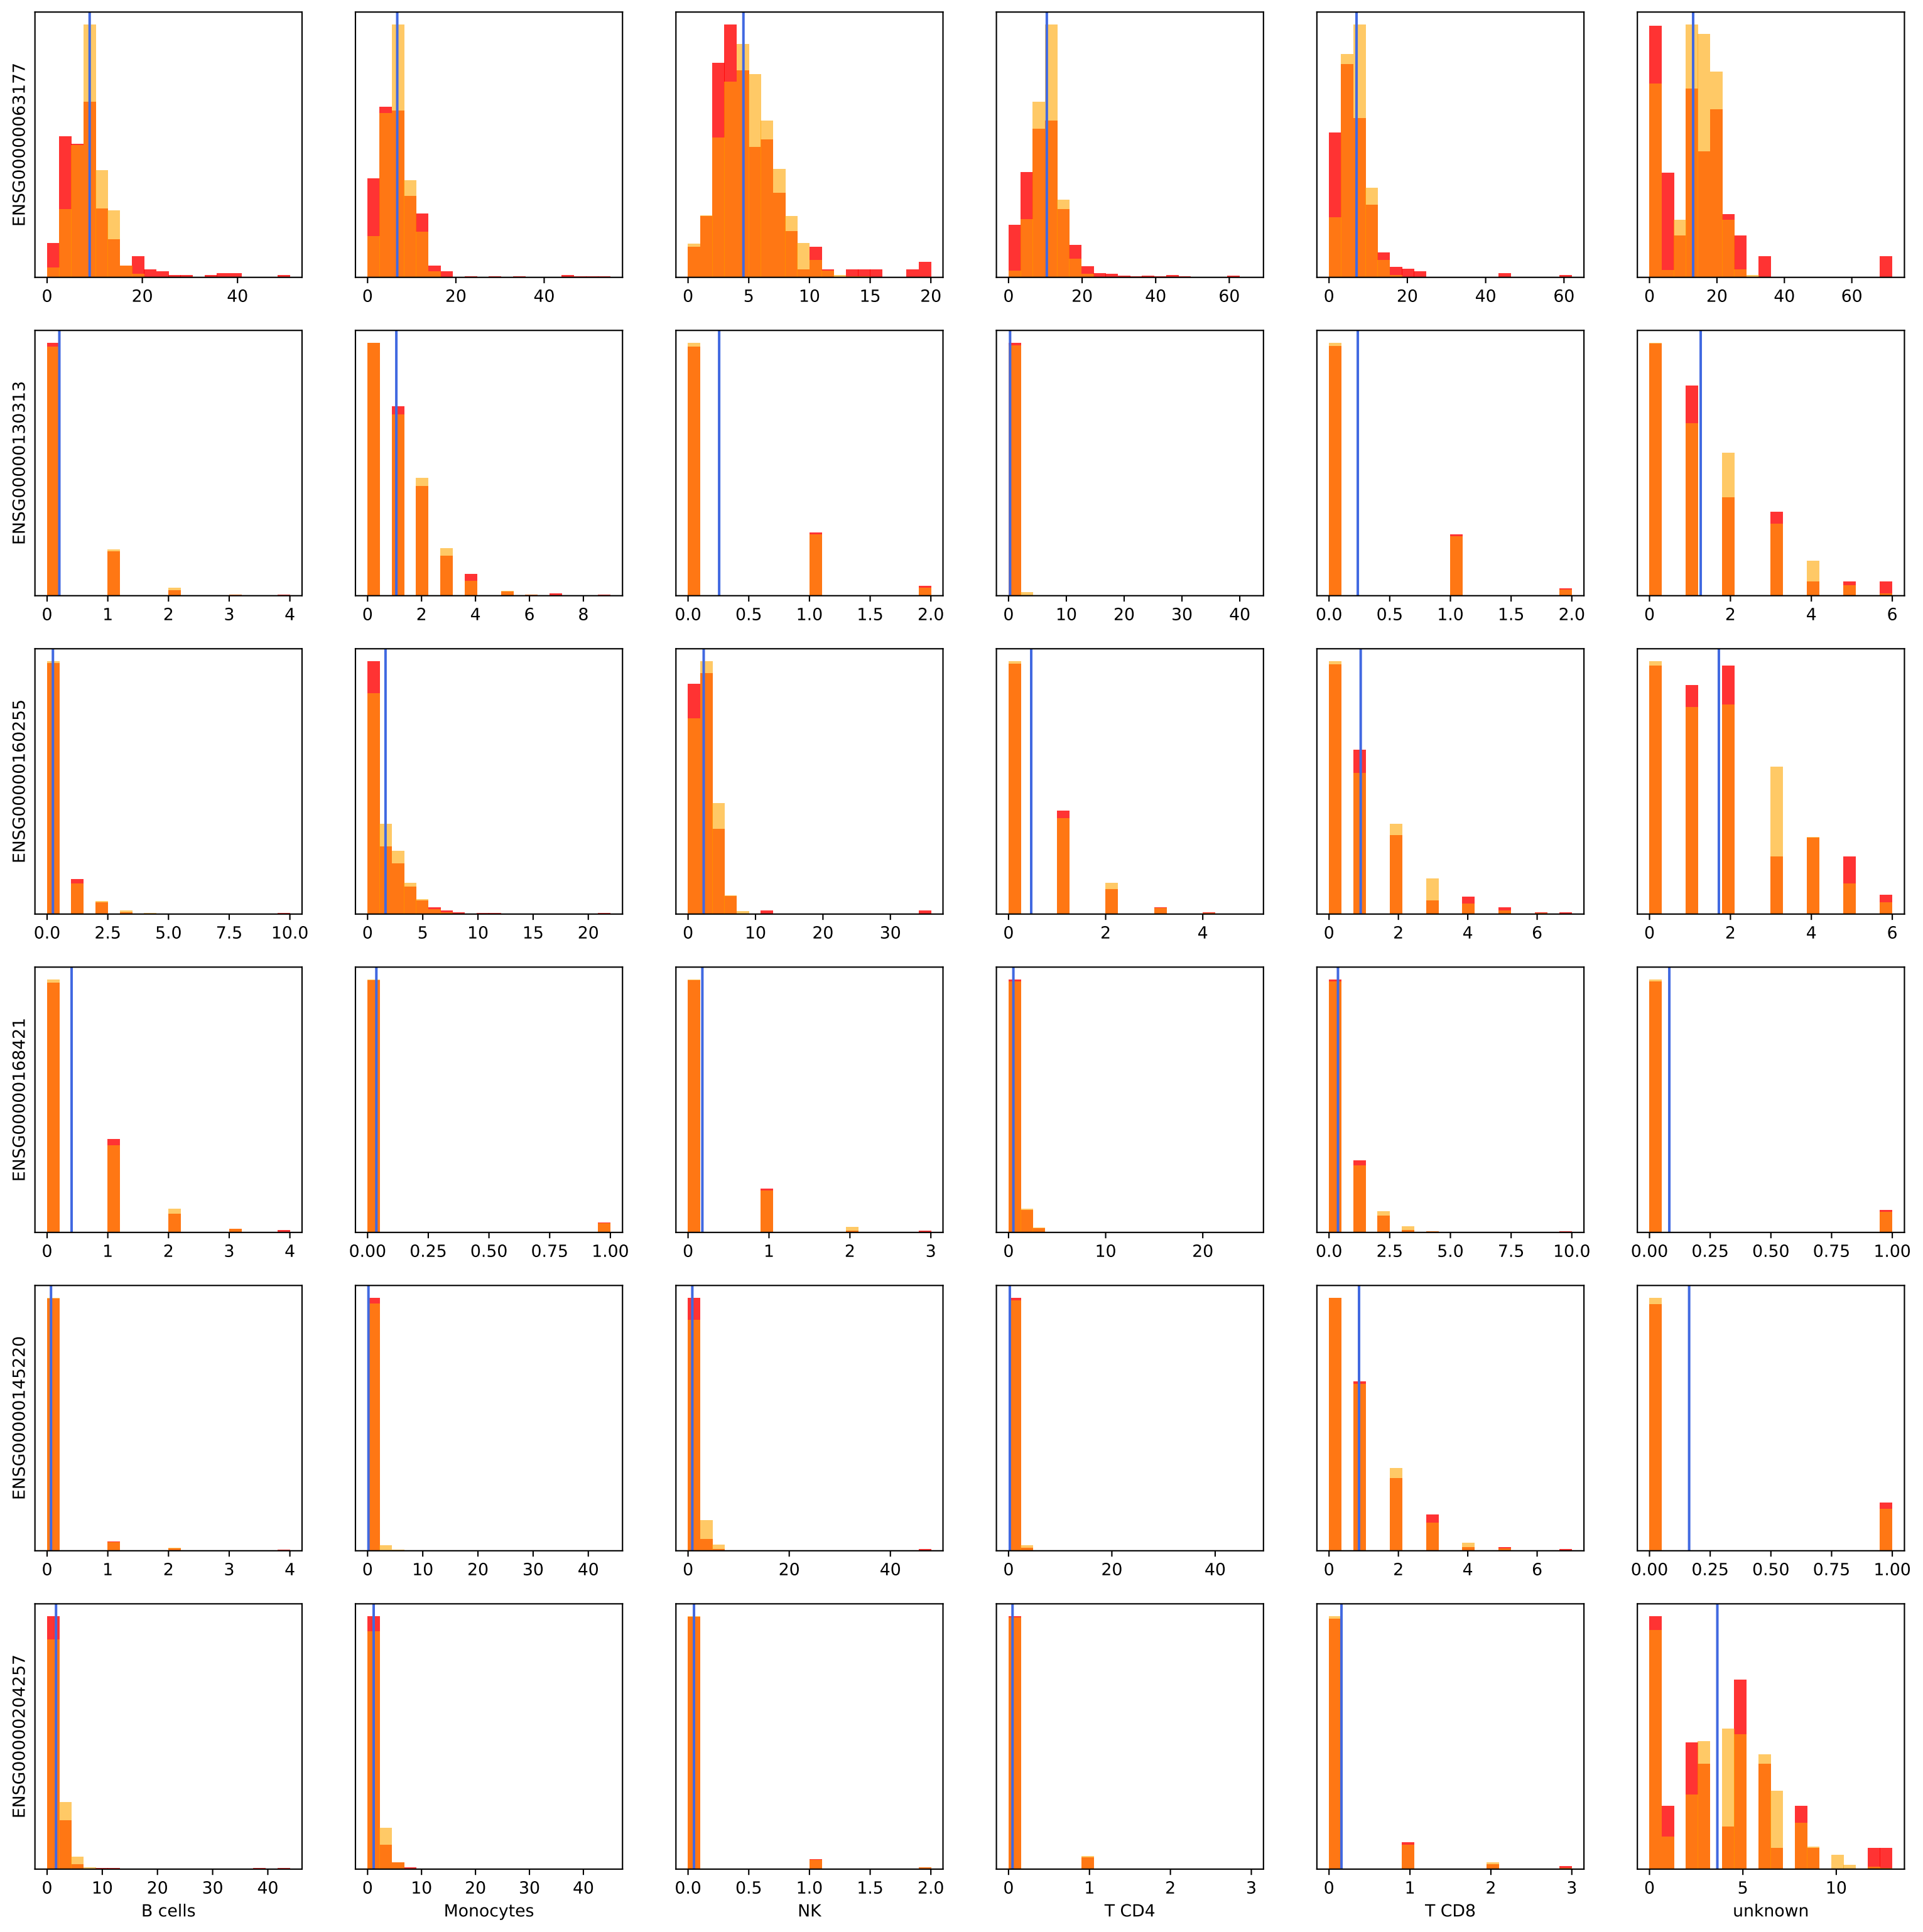 ENSG00000063177
0 20 40
0 20 40
0 5 10 15 20
0 20 40 60
0 20 40 60
0 20 40 60
ENSG00000130313
0 1 2 3 4
0 2 4 6 8
0.0 0.5 1.0 1.5 2.0
0 10 20 30 40
0.0 0.5 1.0 1.5 2.0
0 2 4 6
ENSG00000160255
0.0 2.5 5.0 7.5 10.0
0 5 10 15 20
0 10 20 30
0 2 4
0 2 4 6
0 2 4 6
ENSG00000168421
0 1 2 3 4
0.00 0.25 0.50 0.75 1.00
0 1 2 3
0 10 20
0.0 2.5 5.0 7.5 10.0
0.00 0.25 0.50 0.75 1.00
ENSG00000145220
0 1 2 3 4
0 10 20 30 40
0 20 40
0 20 40
0 2 4 6
0.00 0.25 0.50 0.75 1.00
ENSG00000204257
0 10 20 30 40
B cells
0 10 20 30 40
Monocytes
0.0 0.5 1.0 1.5 2.0
NK
0 1 2 3
T CD4
0 1 2 3
T CD8
0 5 10
unknown